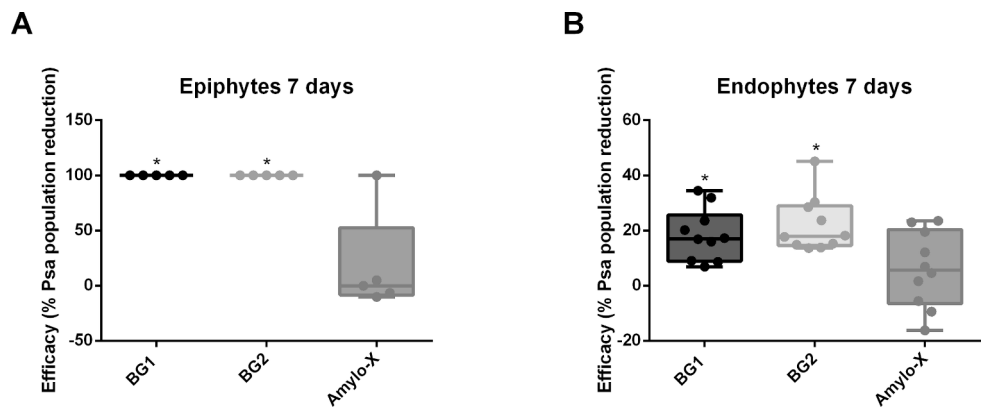 A
Epiphytes 7 days
Efficacy (% Psa population reduction)
150
100
50
0
-50
*
*
BG1
BG2
Amylo-X
B
Endophytes 7 days
Efficacy (% Psa population reduction)
60
40
20
0
-20
*
*
BG1
BG2
Amylo-X